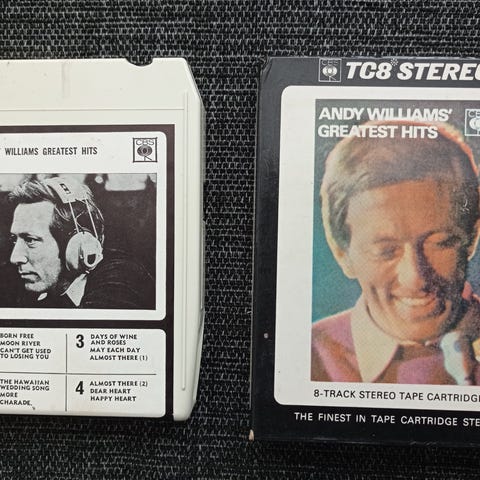 WILLIAMS GREATEST HITS
CBS
BORN FREE
MOON RIVER
CAN'T GET USED
TO LOSING YOU
3 DAYS OF WINE
AND ROSES
MAY EACH DAY
ALMOST THERE (1)
THE HAWAIIAN
WEDDING SONG
MORE
CHARADE
4 ALMOST THERE (2)
DEAR HEART
HAPPY HEART
CBS
TC8 STEREO
ANDY WILLIAMS'
GREATEST HITS
CBS
8-TRACK STEREO TAPE CARTRIDGE
THE FINEST IN TAPE CARTRIDGE STE